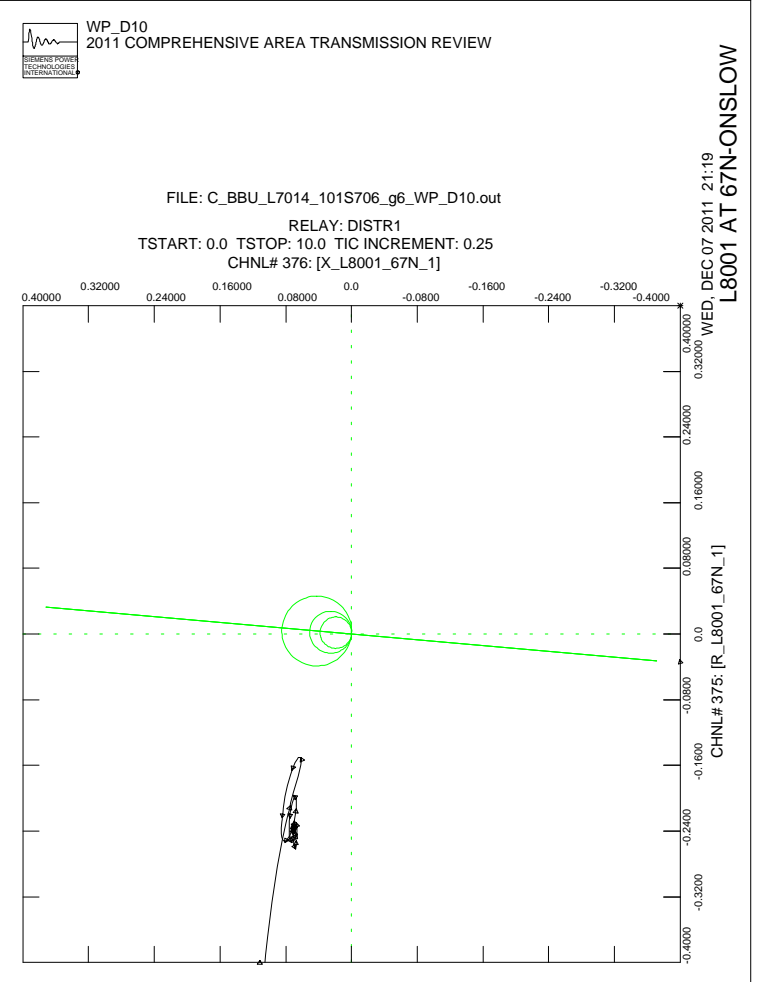 WP_D10
2011 COMPREHENSIVE AREA TRANSMISSION REVIEW
SIEMENS POWER
TECHNOLOGIES
INTERNATIONAL
FILE: C_BBU_L7014_101S706_g6_WP_D10.out
RELAY: DISTR1
TSTART: 0.0 TSTOP: 10.0 TIC INCREMENT: 0.25
CHNL# 376: [X_L8001_67N_1]
0.40000 0.32000 0.24000 0.16000 0.08000 0.0 -0.0800 -0.1600 -0.2400 -0.3200 -0.4000
L8001 AT 67N-ONSLOW
WED, DEC 07 2011 21:19
CHNL# 375: [R_L8001_67N_1]
0.40000
0.32000
0.24000
0.16000
0.08000
0.0
-0.0800
-0.1600
-0.2400
-0.3200
-0.4000